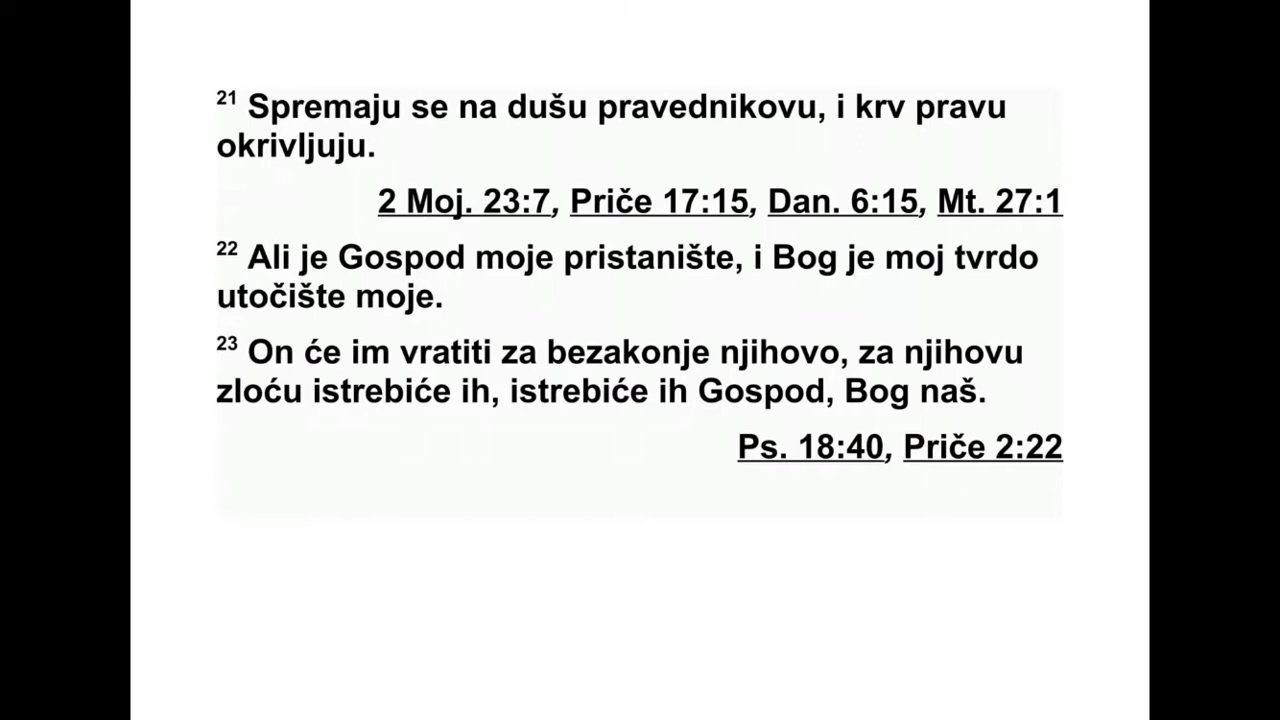 21 Spremaju se na dušu pravednikovu, i krv pravu
okrivljuju.
2 Moj. 23:7, Priče 17:15, Dan. 6:15, Mt. 27:1
22 Ali je Gospod moje pristanište, i Bog je moj tvrdo
utočište moje.
23 On će im vratiti za bezakonje njihovo, za njihovu
zloću istrebiće ih, istrebiće ih Gospod, Bog naš.
Ps. 18:40, Priče 2:22